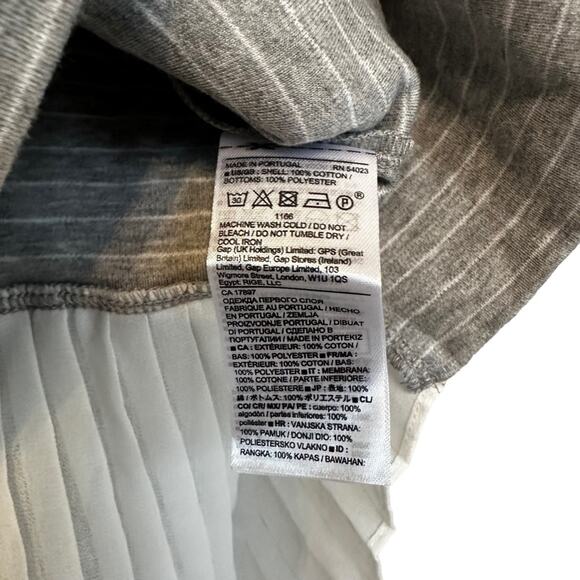 MADE IN PORTUGAL RN 54023
■ US/GB: SHELL: 100% COTTON /
BOTTOMS: 100% POLYESTER
30 P ®
1166
MACHINE WASH COLD / DO NOT
BLEACH / DO NOT TUMBLE DRY /
COOL IRON
Gap (UK Holdings) Limited: GPS (Great
Britain) Limited, Gap Stores (Ireland)
Limited, Gap Europe Limited, 103
Wigmore Street, London, W1U 1QS
Egypt: RIGE, LLC
CA 17897
ОДЕЖДА ПЕРВОГО СЛОЯ
FABRIQUE AU PORTUGAL / HECHO
EN PORTUGAL / ZEMLJA
PROIZVODNJE PORTUGAL / DIBUAT
DI PORTUGAL / СДЕЛАНО В
ПОРТУГАЛИИ / MADE IN PORTEKIZ
■ CA : EXTÉRIEUR: 100% COTON /
BAS: 100% POLYESTER ■ FR/MA :
EXTÉRIEUR: 100% COTON / BAS:
100% POLYESTER ■ IT : MEMBRANA:
100% COTONE / PARTE INFERIORE:
100% POLIESTERE ■ JP : 表地: 100%
綿 / ボトムス: 100% ポリエステル ■ CL/
CO/ CR/ MX/ PA/ PE : cuerpo: 100%
algodón / partes inferiores: 100%
poliéster ■ HR : VANJSKA STRANA:
100% PAMUK / DONJI DIO: 100%
POLIESTERSKO VLAKNO ■ ID :
RANGKA: 100% KAPAS / BAWAHAN: